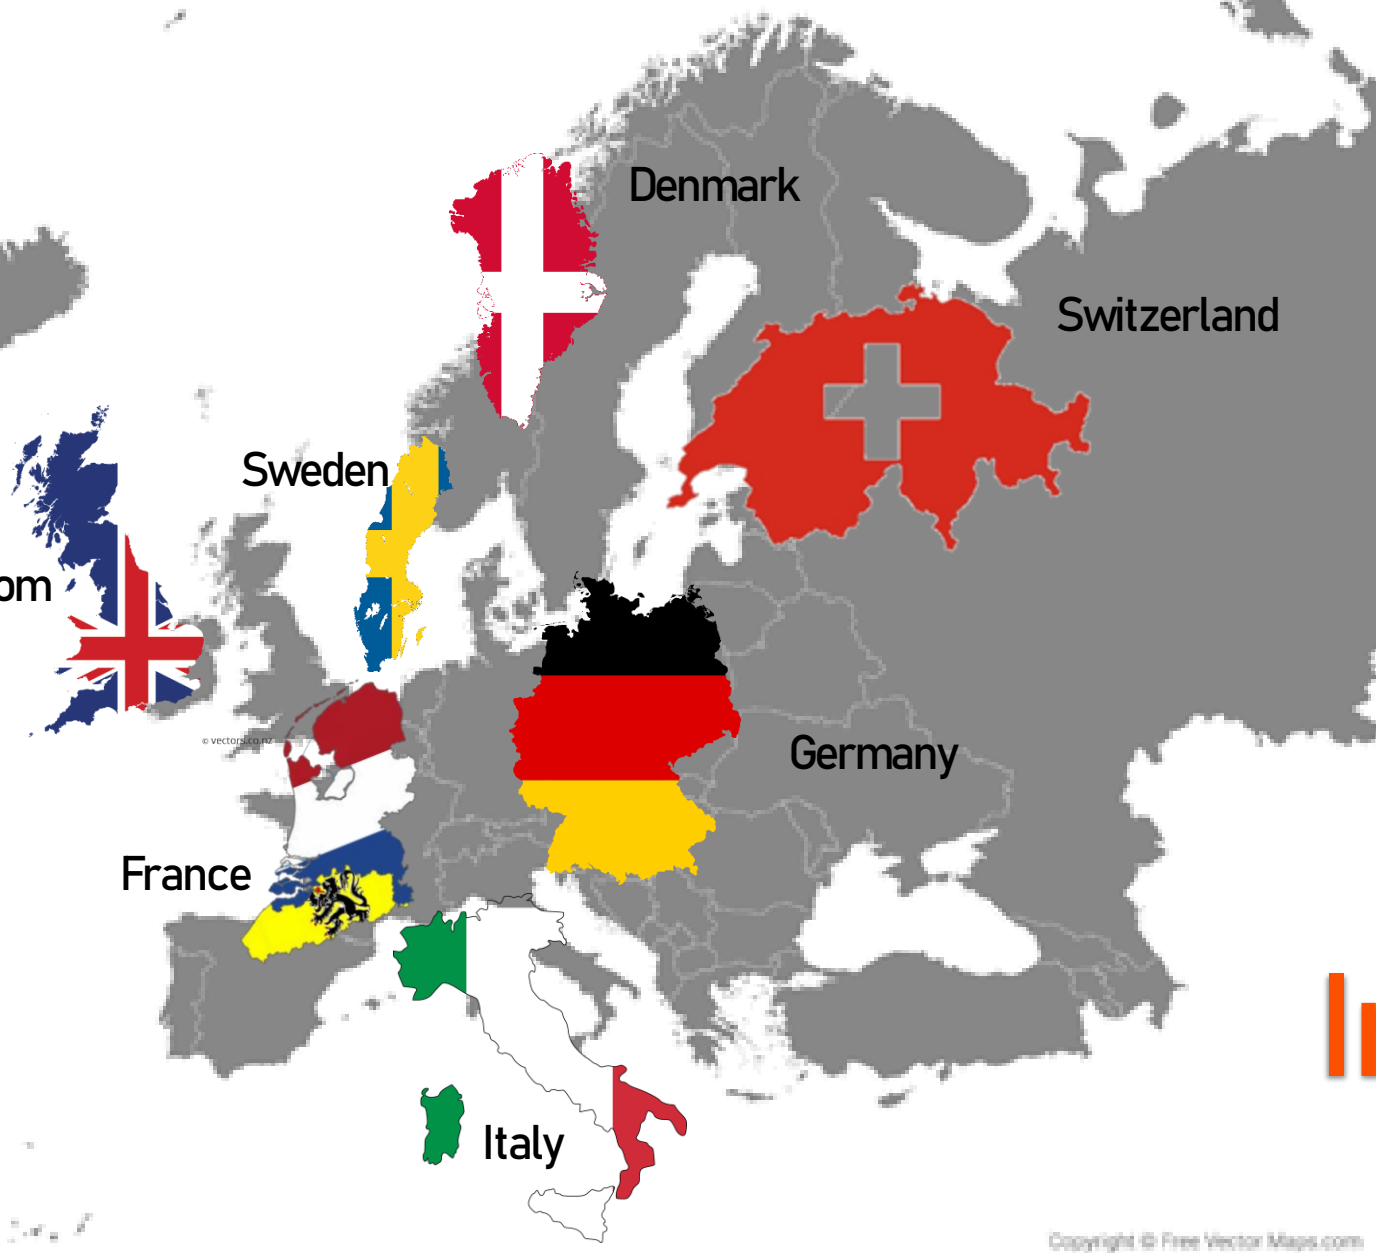 Denmark
Switzerland
Sweden
om
© vectors.co.nz
Germany
France
Italy
Copyright © Free Vector Maps.com